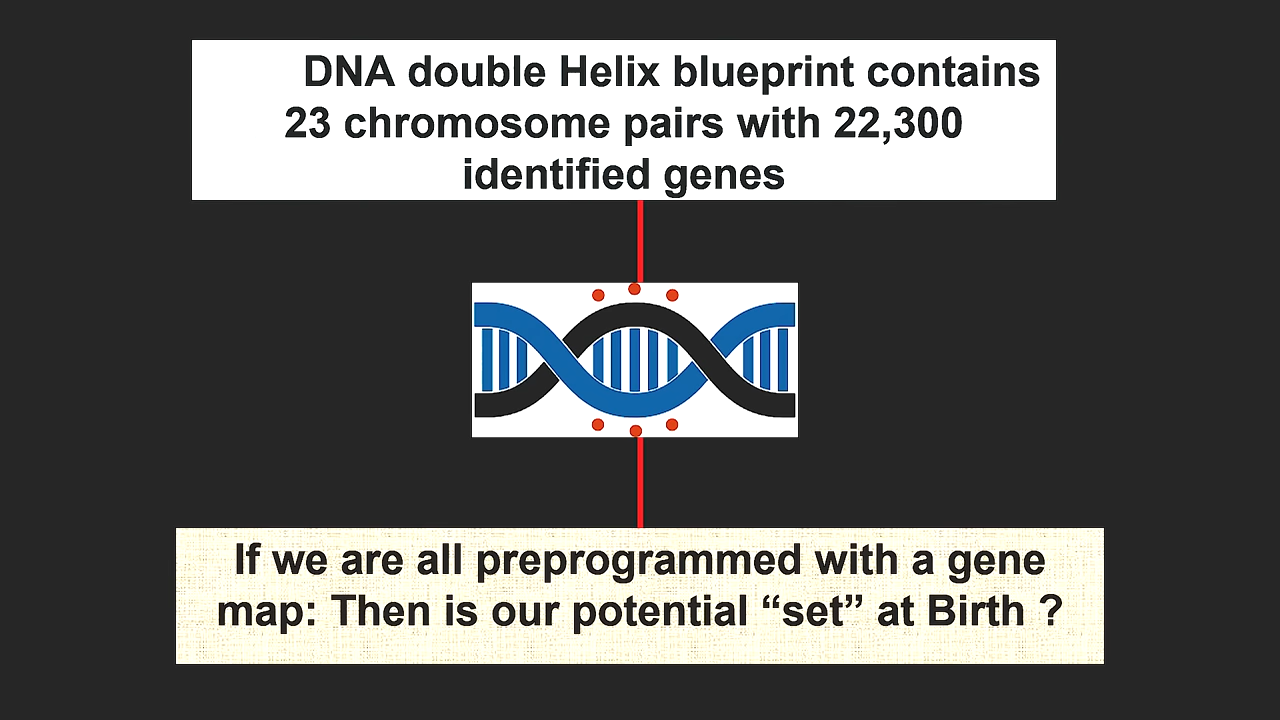 DNA double Helix blueprint contains
23 chromosome pairs with 22,300
identified genes
If we are all preprogrammed with a gene
map: Then is our potential “set” at Birth ?